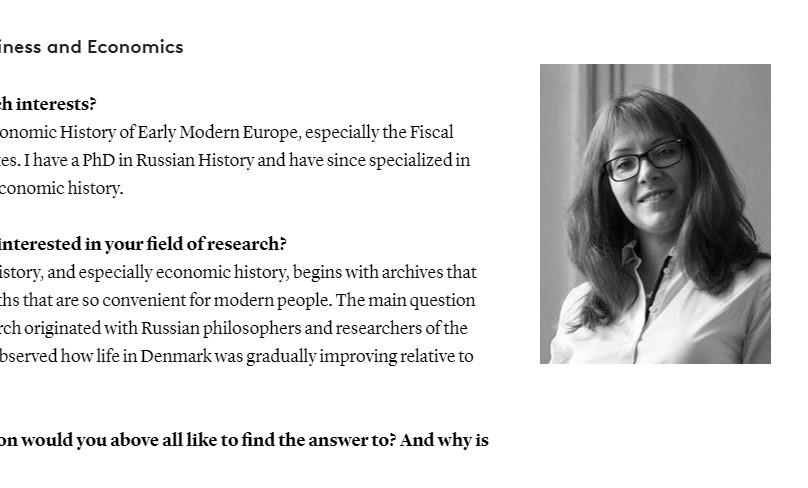 iness and Economics
ch interests?
onomic History of Early Modern Europe, especially the Fiscal
tes. I have a PhD in Russian History and have since specialized in
conomic history.
interested in your field of research?
istory, and especially economic history, begins with archives that
ths that are so convenient for modern people. The main question
rch originated with Russian philosophers and researchers of the
bserved how life in Denmark was gradually improving relative to
on would you above all like to find the answer to? And why is